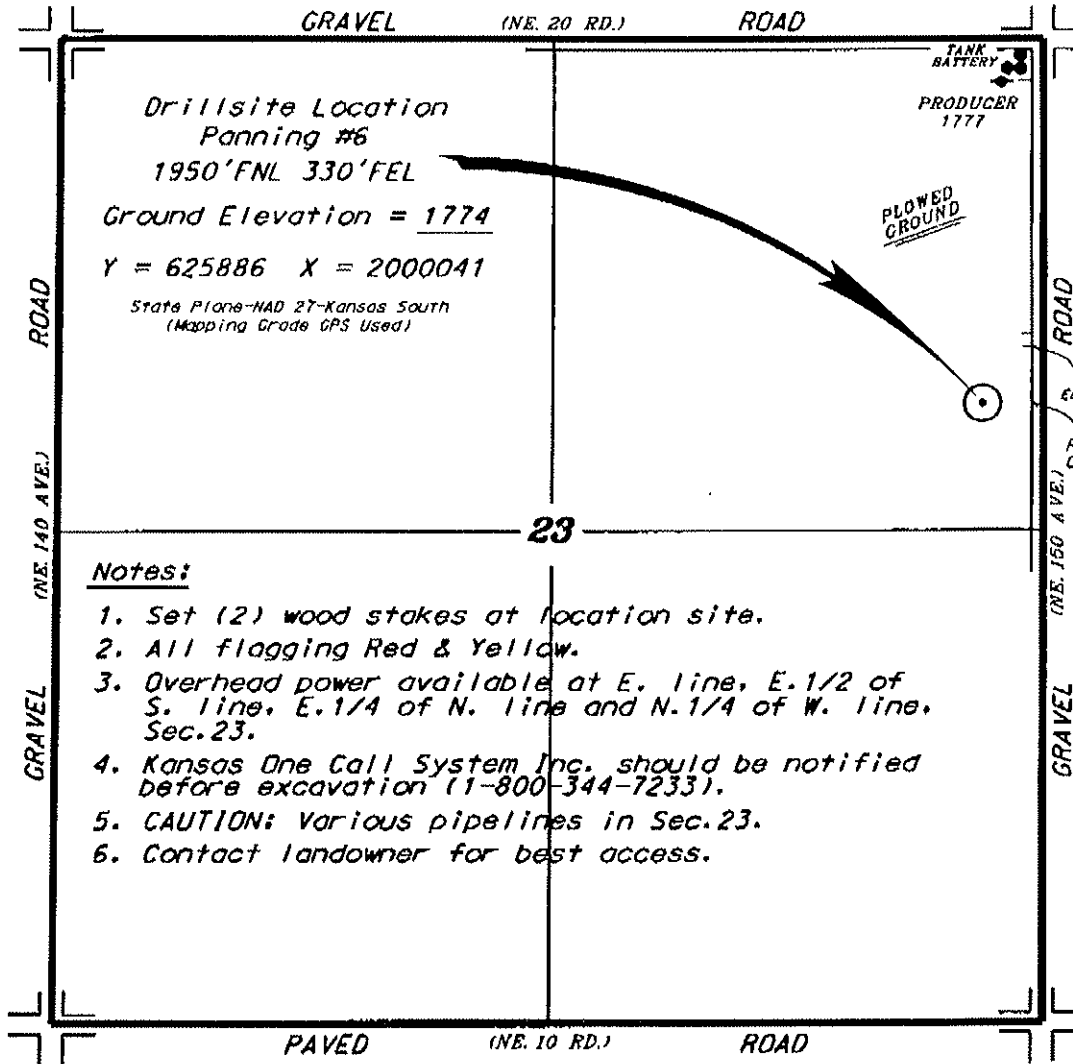 GRAVEL (NE. 20 RD.) ROAD
TANK
BATTERY
PRODUCER
1777
Drillsite Location
Panning #6
1950'FNL 330'FEL
Ground Elevation = 1774
Y = 625886 X = 2000041
State Plane-NAD 27-Kansas South
(Mapping Grade GPS Used)
PLOWED
GROUND
GRAVEL (NE. 140 AVE.) ROAD
GRAVEL (NE. 150 AVE.) ROAD
23
Notes:
1. Set (2) wood stakes at location site.
2. All flagging Red & Yellow.
3. Overhead power available at E. line, E.1/2 of
S. line, E.1/4 of N. line and N.1/4 of W. line,
Sec.23.
4. Kansas One Call System Inc. should be notified
before excavation (1-800-344-7233).
5. CAUTION: Various pipelines in Sec.23.
6. Contact landowner for best access.
PAVED (NE. 10 RD.) ROAD